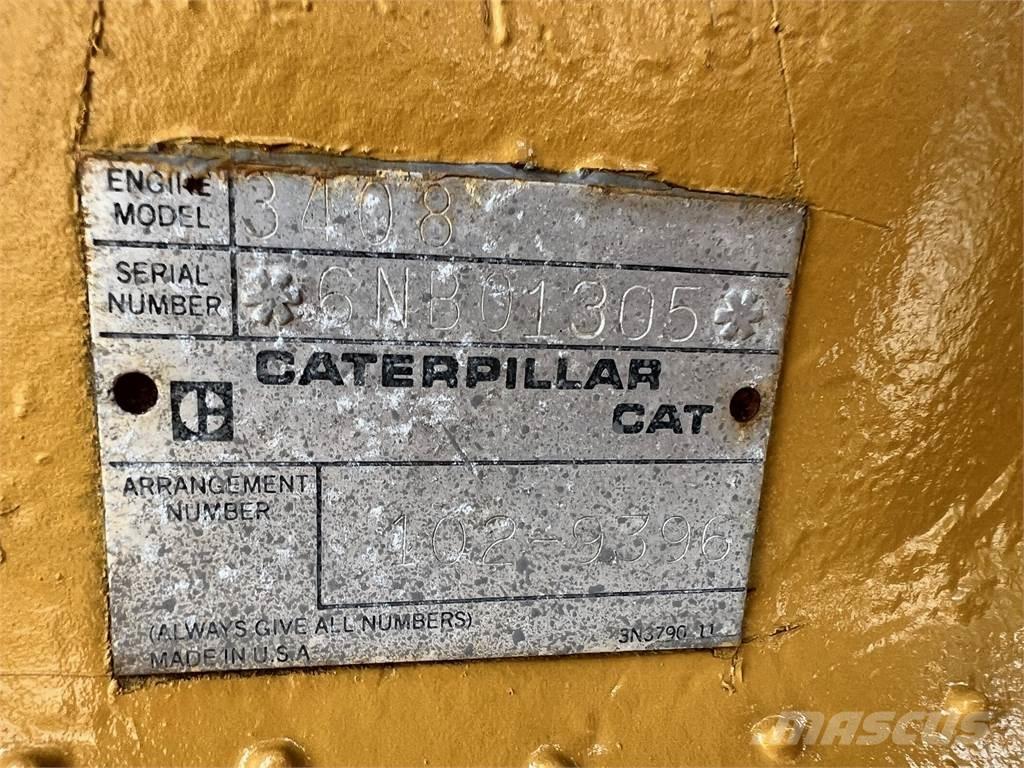 ENGINE MODEL 3408
SERIAL NUMBER *6NB01305*
CATERPILLAR
CAT
ARRANGEMENT NUMBER 102-9396
(ALWAYS GIVE ALL NUMBERS)
MADE IN U.S.A
3N3790 11
MASCUS